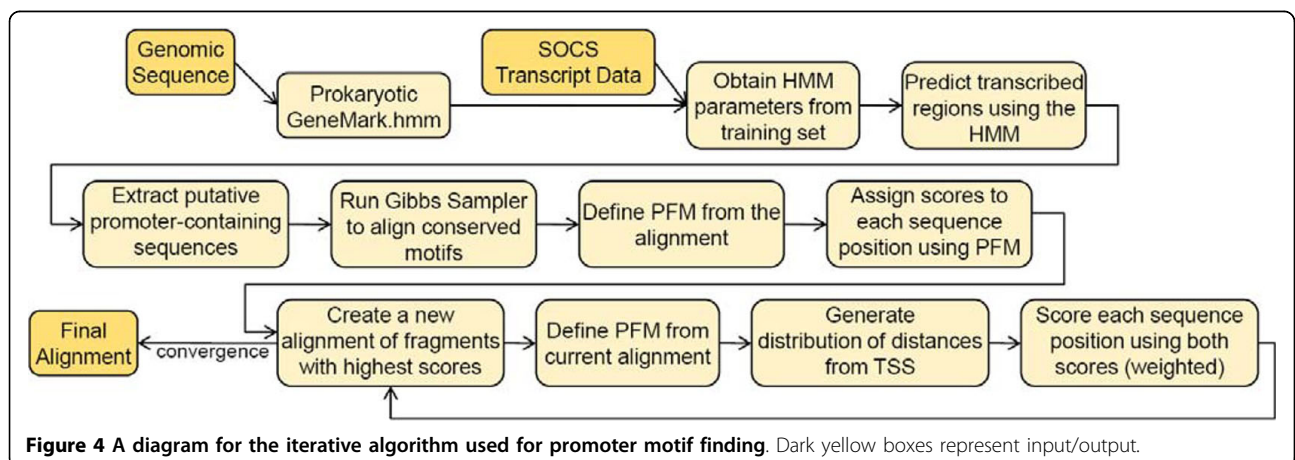 Genomic
Sequence
SOCS
Transcript Data
Prokaryotic
GeneMark.hmm
Obtain HMM
parameters from
training set
Predict transcribed
regions using the
HMM
Extract putative
promoter-containing
sequences
Run Gibbs Sampler
to align conserved
motifs
Define PFM from the
alignment
Assign scores to
each sequence
position using PFM
Final
Alignment
convergence
Create a new
alignment of fragments
with highest scores
Define PFM from
current alignment
Generate
distribution of distances
from TSS
Score each sequence
position using both
scores (weighted)
Figure 4 A diagram for the iterative algorithm used for promoter motif finding. Dark yellow boxes represent input/output.